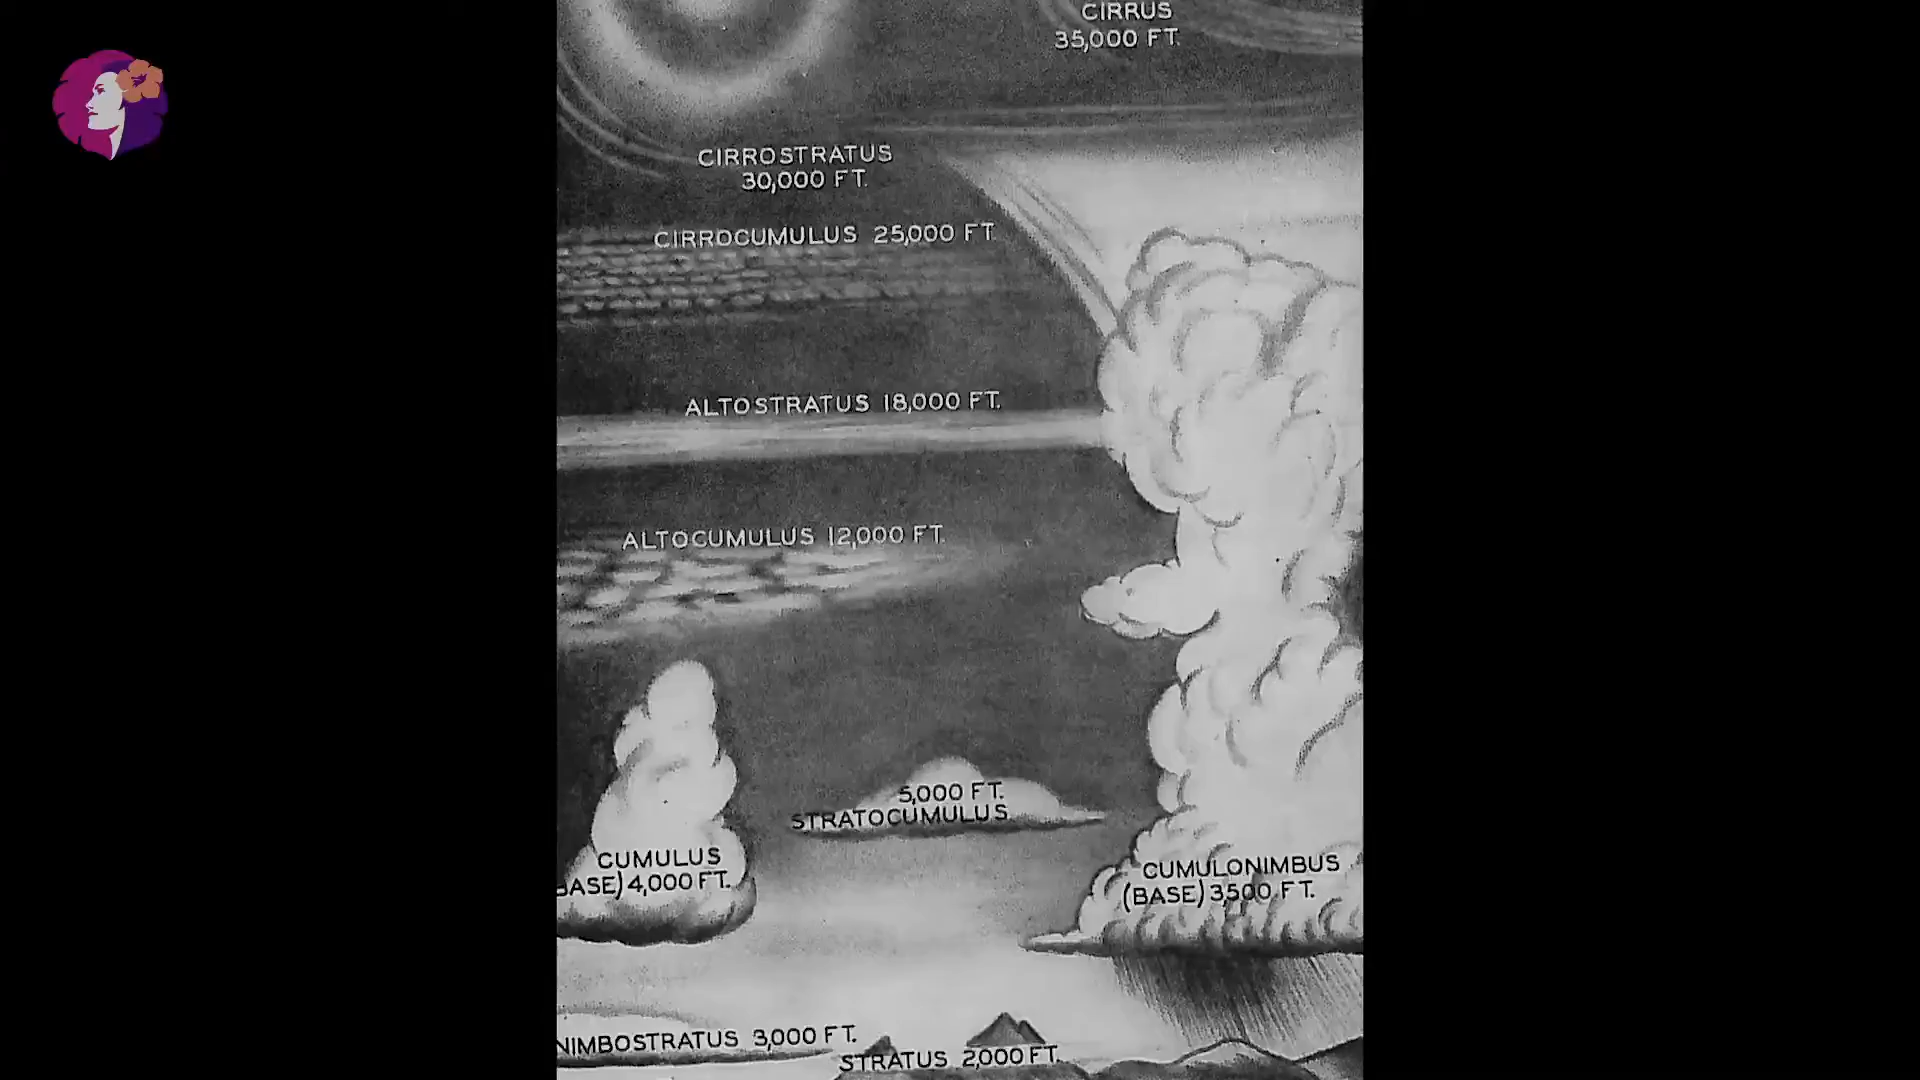 CIRRUS
35,000 FT.
CIRROSTRATUS
30,000 FT.
CIRROCUMULUS 25,000 FT.
ALTOSTRATUS 18,000 FT.
ALTOCUMULUS 12,000 FT.
5,000 FT.
STRATOCUMULUS
CUMULUS
BASE) 4,000 FT.
CUMULONIMBUS
(BASE) 3,500 FT.
NIMBOSTRATUS 3,000 FT.
STRATUS 2,000 FT.